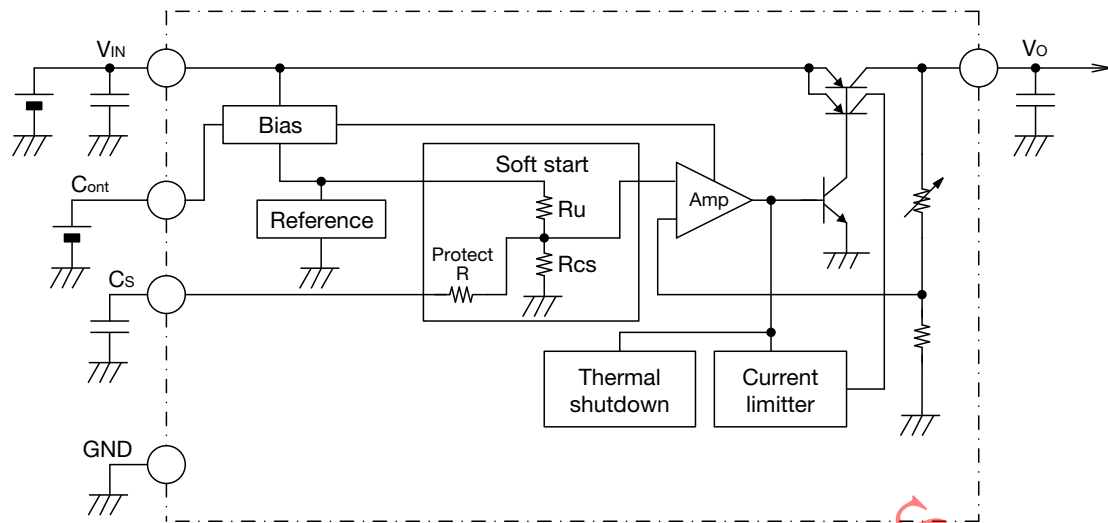 VIN
VO
Bias
Soft start
Cont
Amp
Ru
Reference
Protect
R
Rcs
CS
Thermal
shutdown
Current
limitter
GND